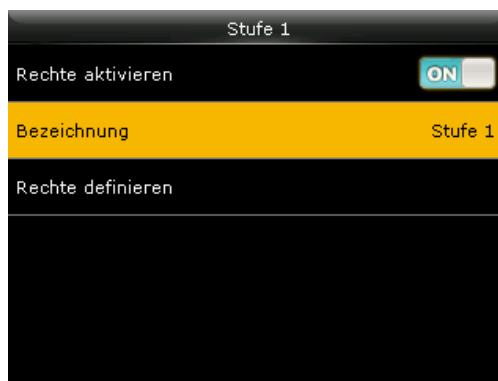 Stufe 1
Rechte aktivieren ON
Bezeichnung Stufe 1
Rechte definieren